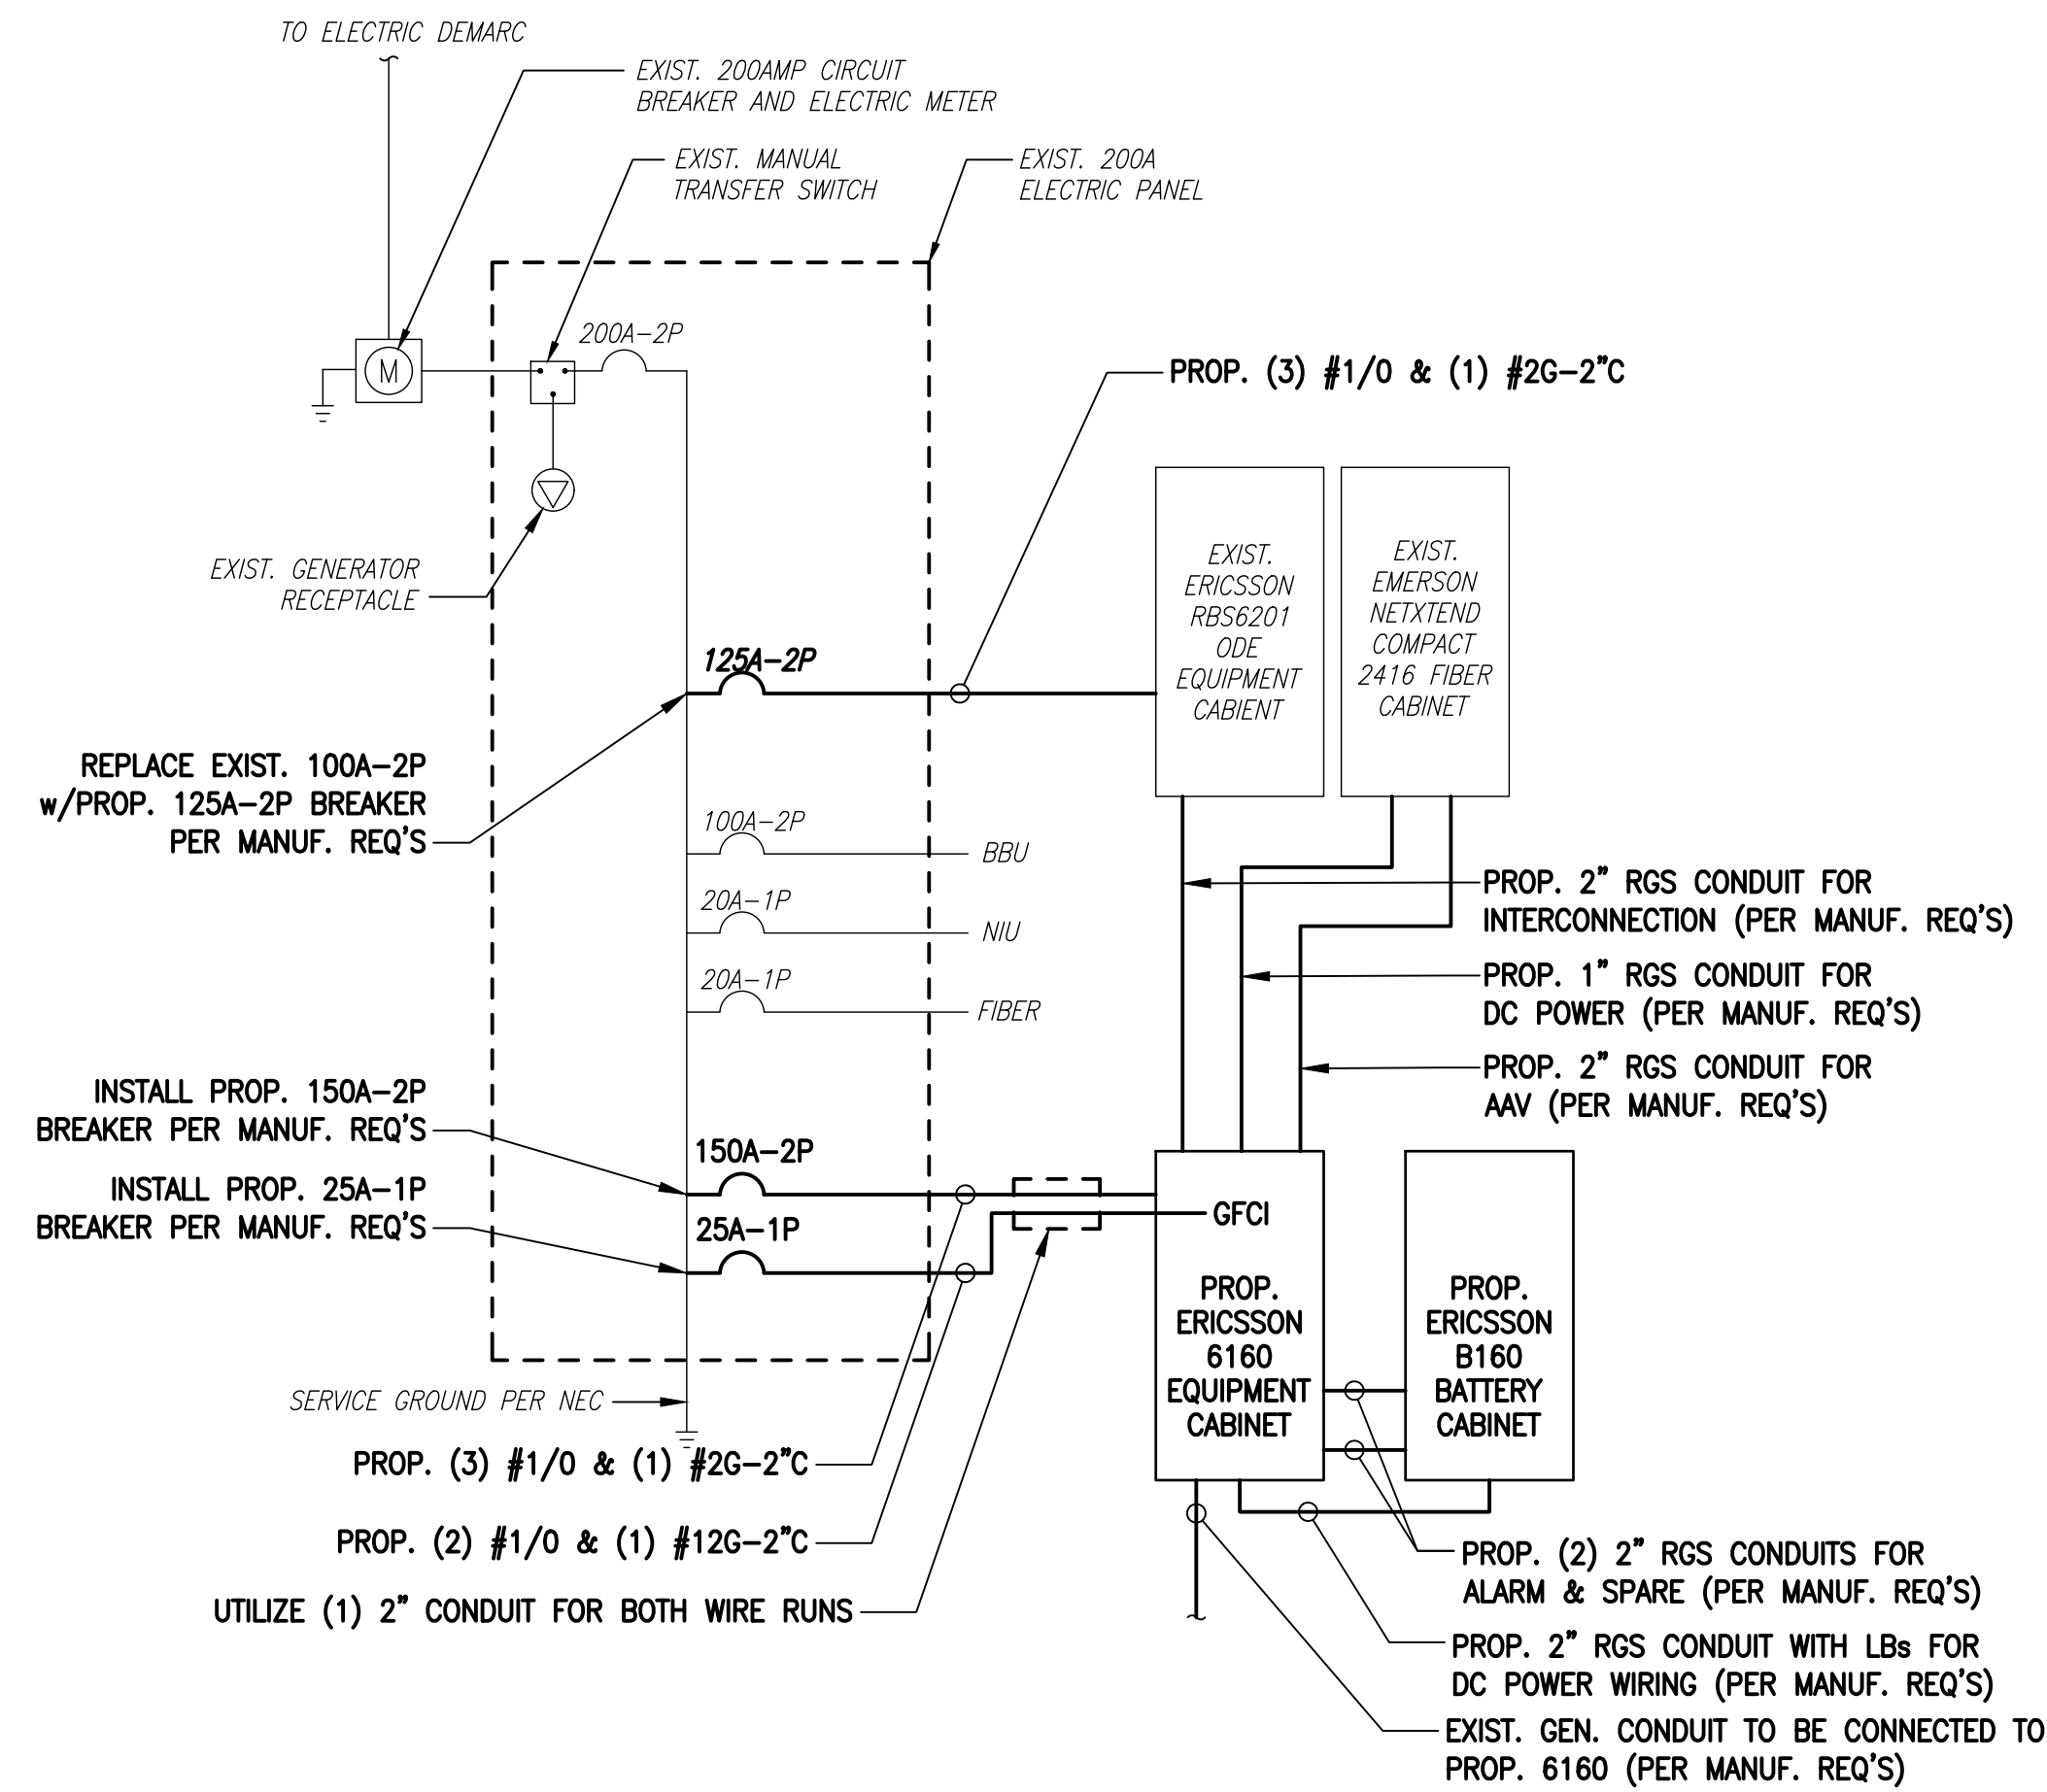 TO ELECTRIC DEMARC
EXIST. 200AMP CIRCUIT
BREAKER AND ELECTRIC METER
EXIST. MANUAL
TRANSFER SWITCH
EXIST. 200A
ELECTRIC PANEL
200A-2P
M
PROP. (3) #1/0 & (1) #2G-2"C
EXIST. GENERATOR
RECEPTACLE
EXIST.
ERICSSON
RBS6201
ODE
EQUIPMENT
CABIENT
EXIST.
EMERSON
NETXTEND
COMPACT
2416 FIBER
CABINET
125A-2P
REPLACE EXIST. 100A-2P
w/PROP. 125A-2P BREAKER
PER MANUF. REQ'S
100A-2P
BBU
20A-1P
NIU
20A-1P
FIBER
PROP. 2" RGS CONDUIT FOR
INTERCONNECTION (PER MANUF. REQ'S)
PROP. 1" RGS CONDUIT FOR
DC POWER (PER MANUF. REQ'S)
PROP. 2" RGS CONDUIT FOR
AAV (PER MANUF. REQ'S)
INSTALL PROP. 150A-2P
BREAKER PER MANUF. REQ'S
150A-2P
INSTALL PROP. 25A-1P
BREAKER PER MANUF. REQ'S
25A-1P
GFCI
PROP.
ERICSSON
6160
EQUIPMENT
CABINET
PROP.
ERICSSON
B160
BATTERY
CABINET
SERVICE GROUND PER NEC
PROP. (3) #1/0 & (1) #2G-2"C
PROP. (2) #1/0 & (1) #12G-2"C
UTILIZE (1) 2" CONDUIT FOR BOTH WIRE RUNS
PROP. (2) 2" RGS CONDUITS FOR
ALARM & SPARE (PER MANUF. REQ'S)
PROP. 2" RGS CONDUIT WITH LBs FOR
DC POWER WIRING (PER MANUF. REQ'S)
EXIST. GEN. CONDUIT TO BE CONNECTED TO
PROP. 6160 (PER MANUF. REQ'S)